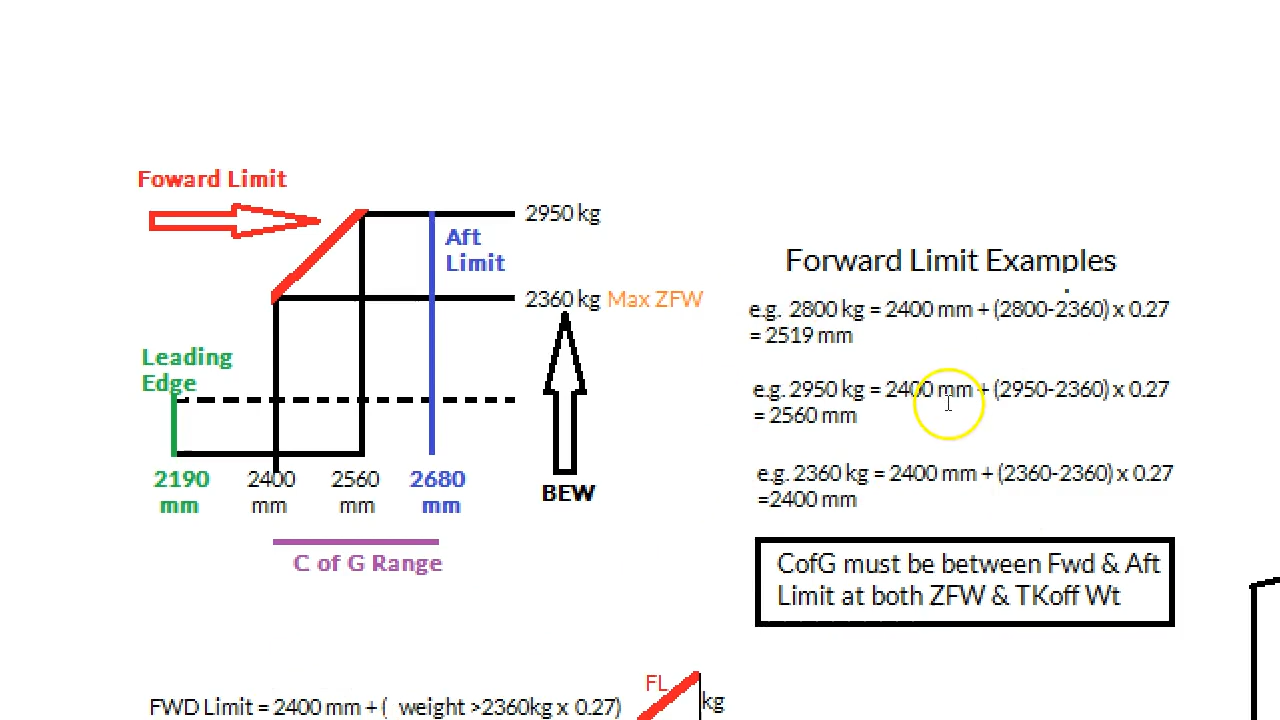 Foward Limit
2950 kg
Aft
Limit
2360 kg Max ZFW
Leading
Edge
2190
mm
2400
mm
2560
mm
2680
mm
BEW
C of G Range
Forward Limit Examples
e.g. 2800 kg = 2400 mm + (2800-2360) x 0.27
= 2519 mm
e.g. 2950 kg = 2400 mm + (2950-2360) x 0.27
= 2560 mm
e.g. 2360 kg = 2400 mm + (2360-2360) x 0.27
=2400 mm
CofG must be between Fwd & Aft
Limit at both ZFW & TKoff Wt
FWD Limit = 2400 mm + ( weight >2360kg x 0.27)
FL
kg